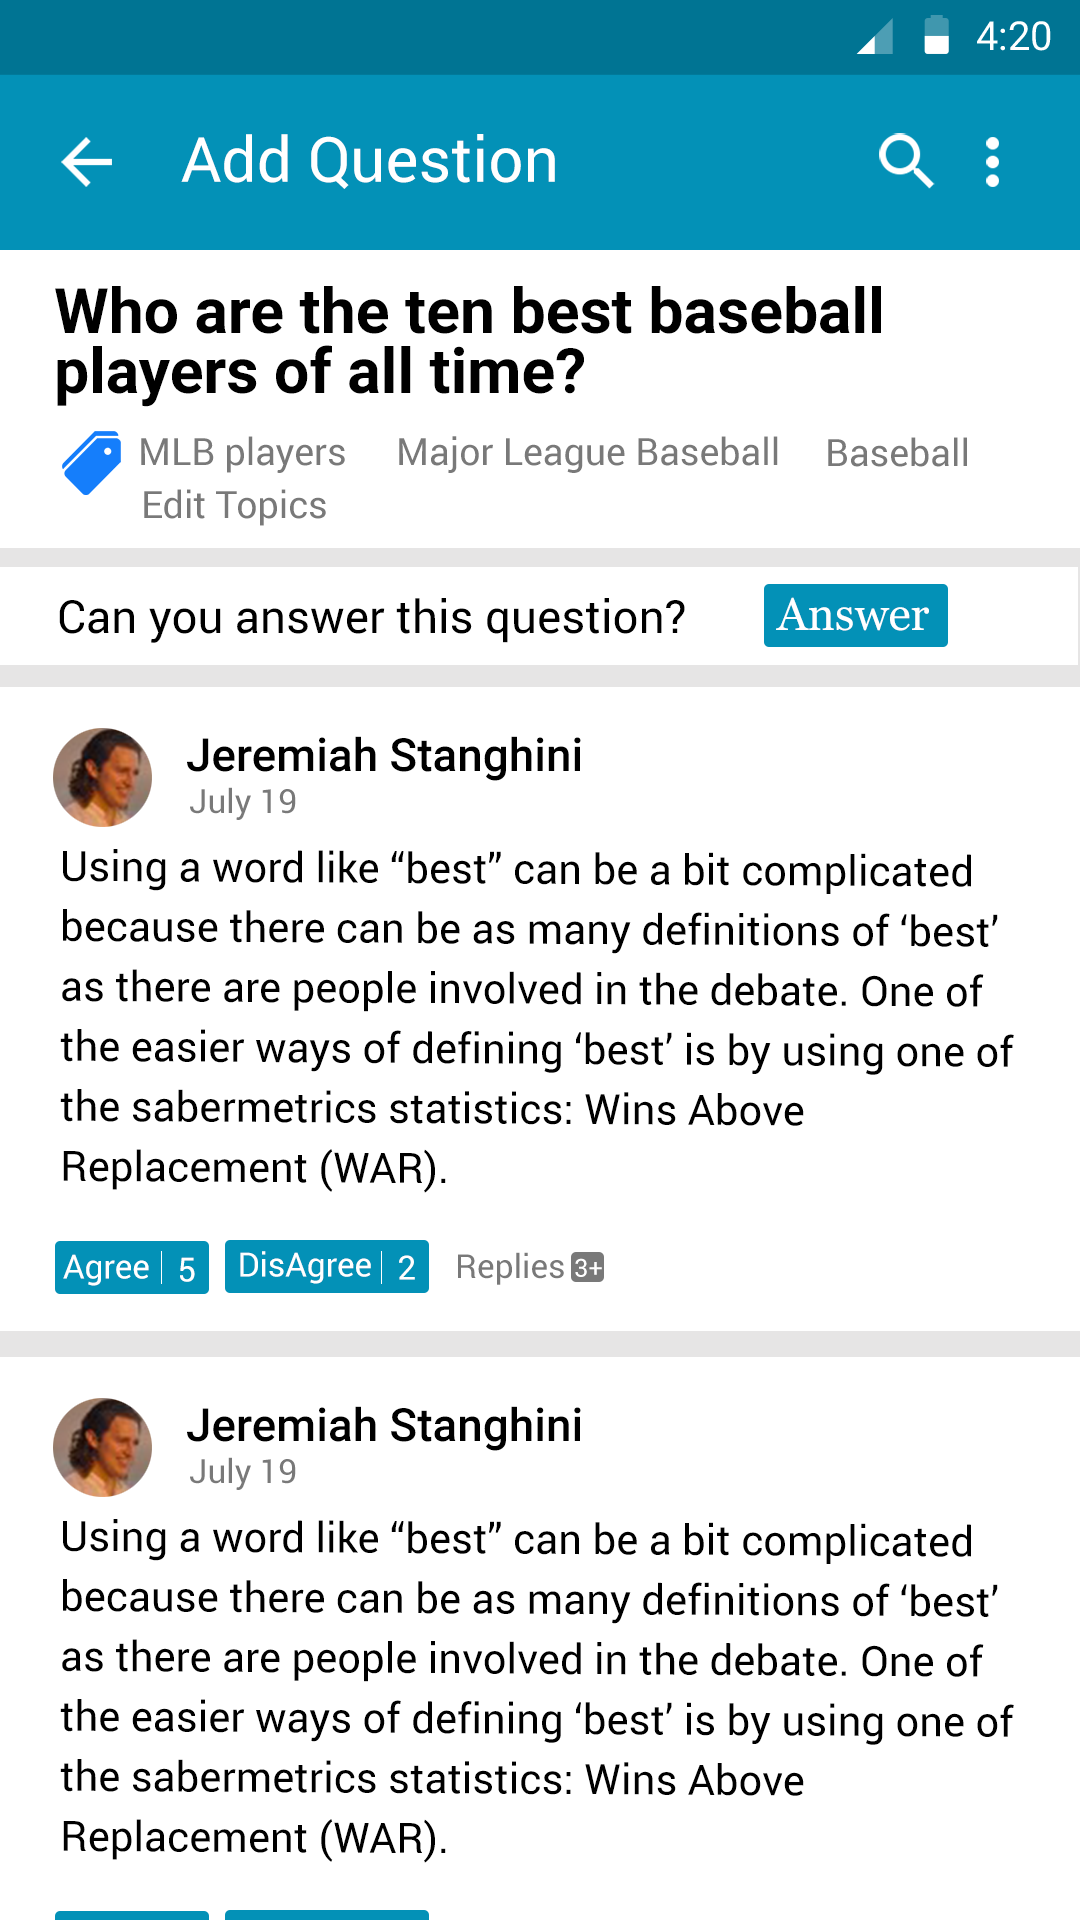 4:20
Add Question
Who are the ten best baseball
players of all time?
MLB players Major League Baseball Baseball
Edit Topics
Can you answer this question? Answer
Jeremiah Stanghini
July 19
Using a word like “best” can be a bit complicated
because there can be as many definitions of ‘best’
as there are people involved in the debate. One of
the easier ways of defining ‘best’ is by using one of
the sabermetrics statistics: Wins Above
Replacement (WAR).
Agree 5 DisAgree 2 Replies 3+
Jeremiah Stanghini
July 19
Using a word like “best” can be a bit complicated
because there can be as many definitions of ‘best’
as there are people involved in the debate. One of
the easier ways of defining ‘best’ is by using one of
the sabermetrics statistics: Wins Above
Replacement (WAR).